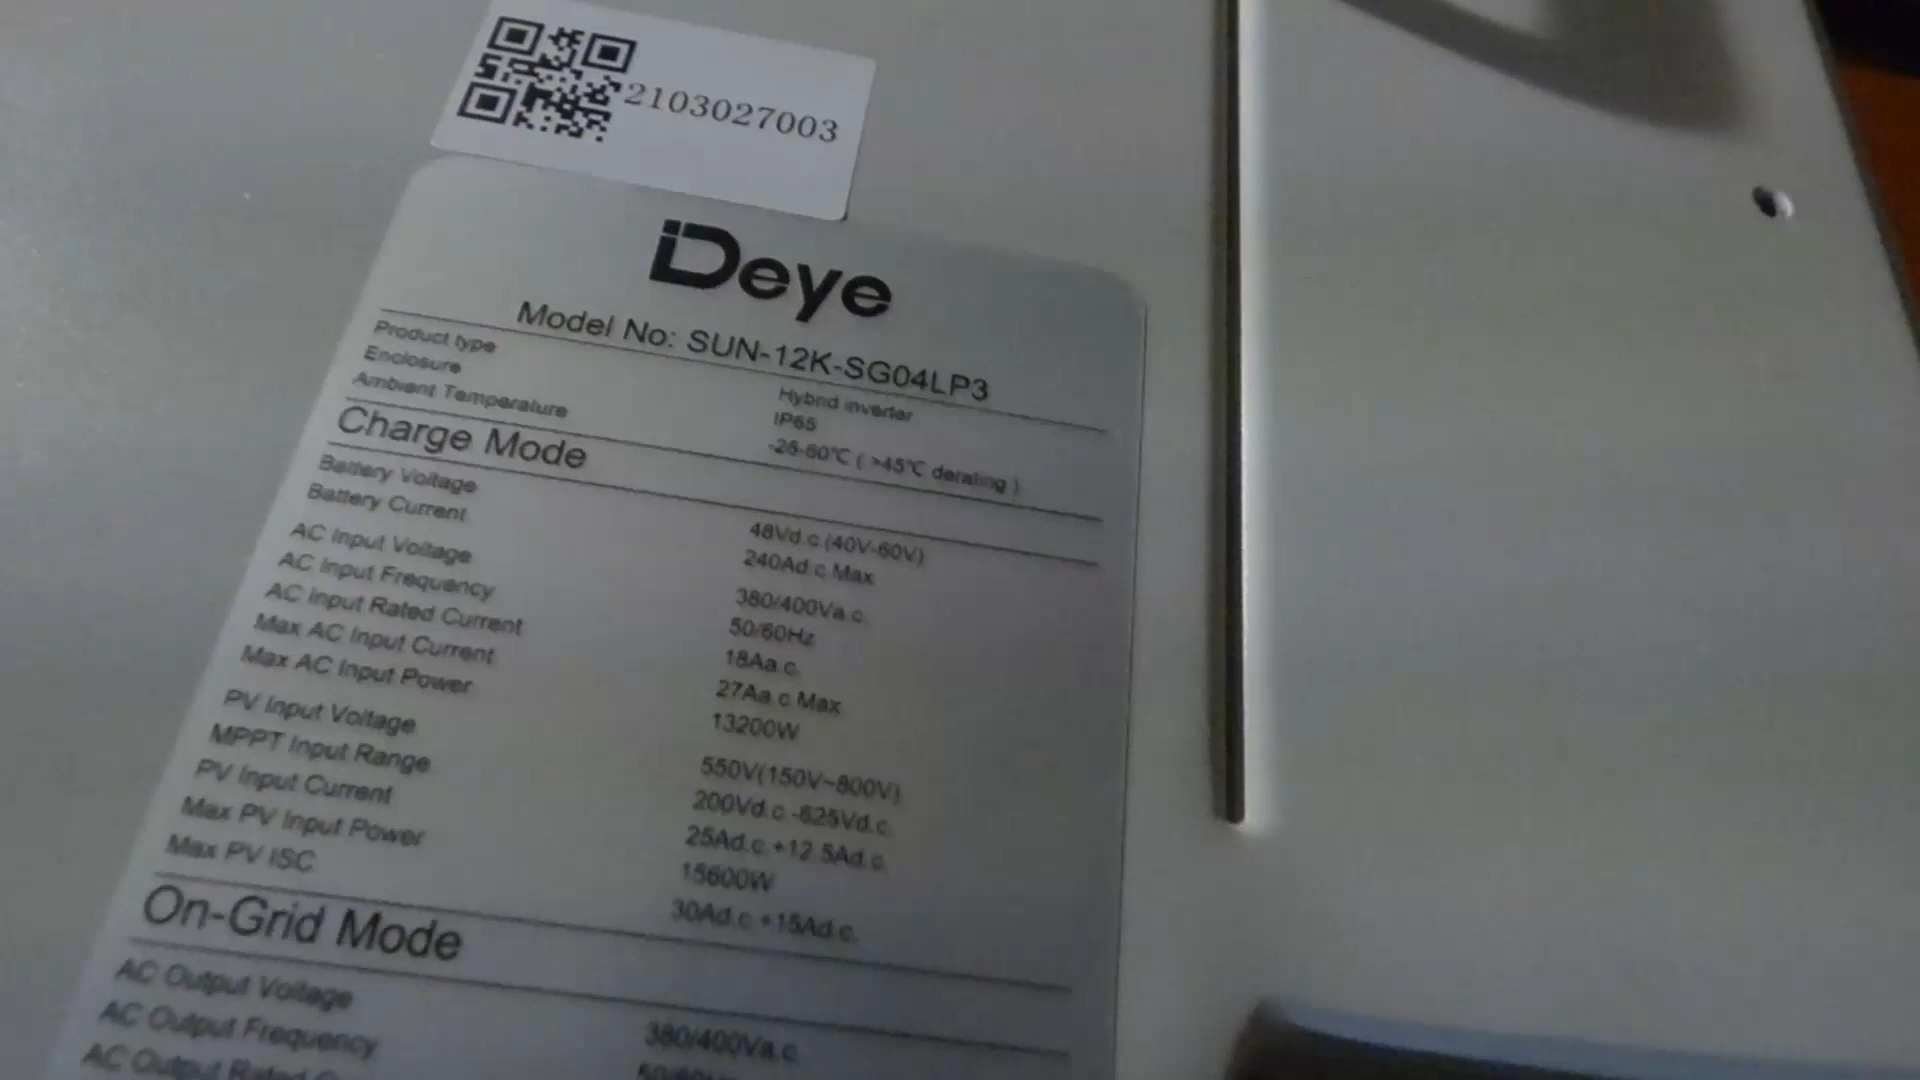 2103027003
Deye
Model No: SUN-12K-SG04LP3
Product type Hybrid inverter
Enclosure IP65
Ambient Temperature -25-60℃ ( >45℃ derating )
Charge Mode
Battery Voltage 48Vd.c.(40V-60V)
Battery Current 240Ad.c.Max
AC Input Voltage 380/400Va.c.
AC Input Frequency 50/60Hz
AC Input Rated Current 18Aa.c.
Max AC Input Current 27Aa.c.Max
Max AC Input Power 13200W
PV Input Voltage 550V(150V~800V)
MPPT Input Range 200Vd.c.-625Vd.c.
PV Input Current 25Ad.c.+12.5Ad.c.
Max PV Input Power 15600W
Max PV ISC 30Ad.c.+15Ad.c.
On-Grid Mode
AC Output Voltage 380/400Va.c.
AC Output Frequency
AC Output Rated